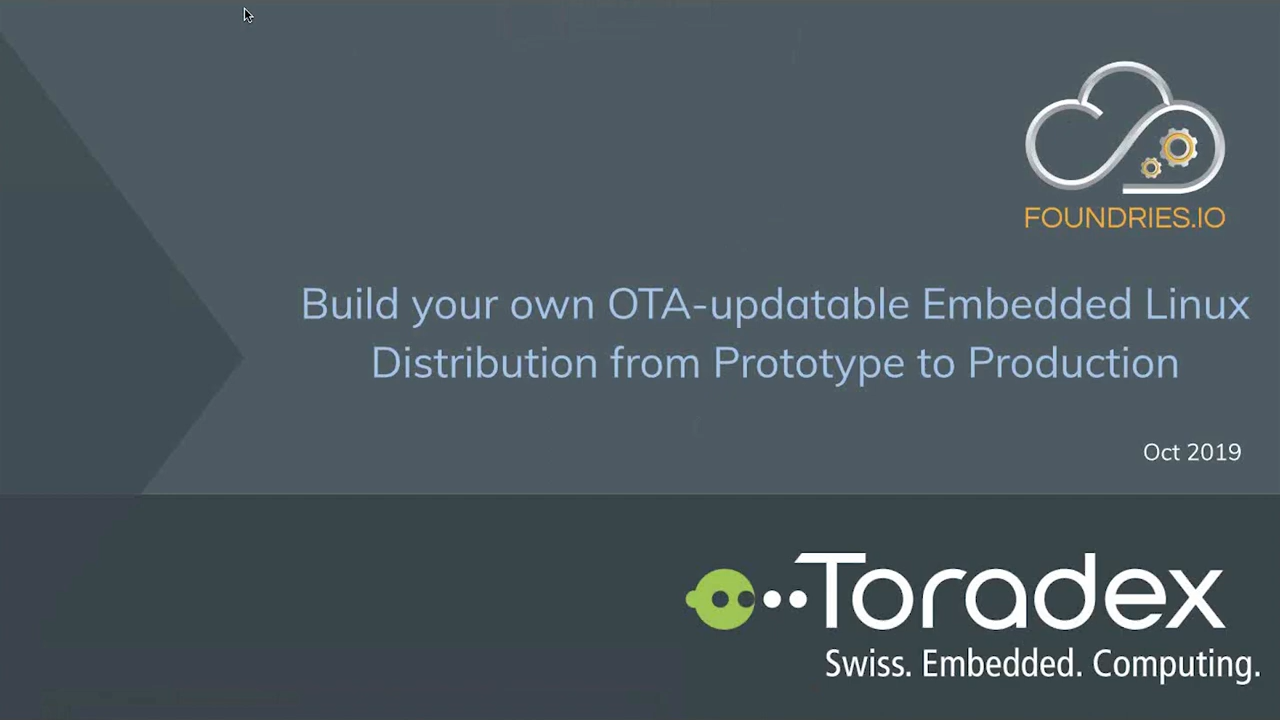 FOUNDRIES.IO
Build your own OTA-updatable Embedded Linux
Distribution from Prototype to Production
Oct 2019
Toradex
Swiss. Embedded. Computing.